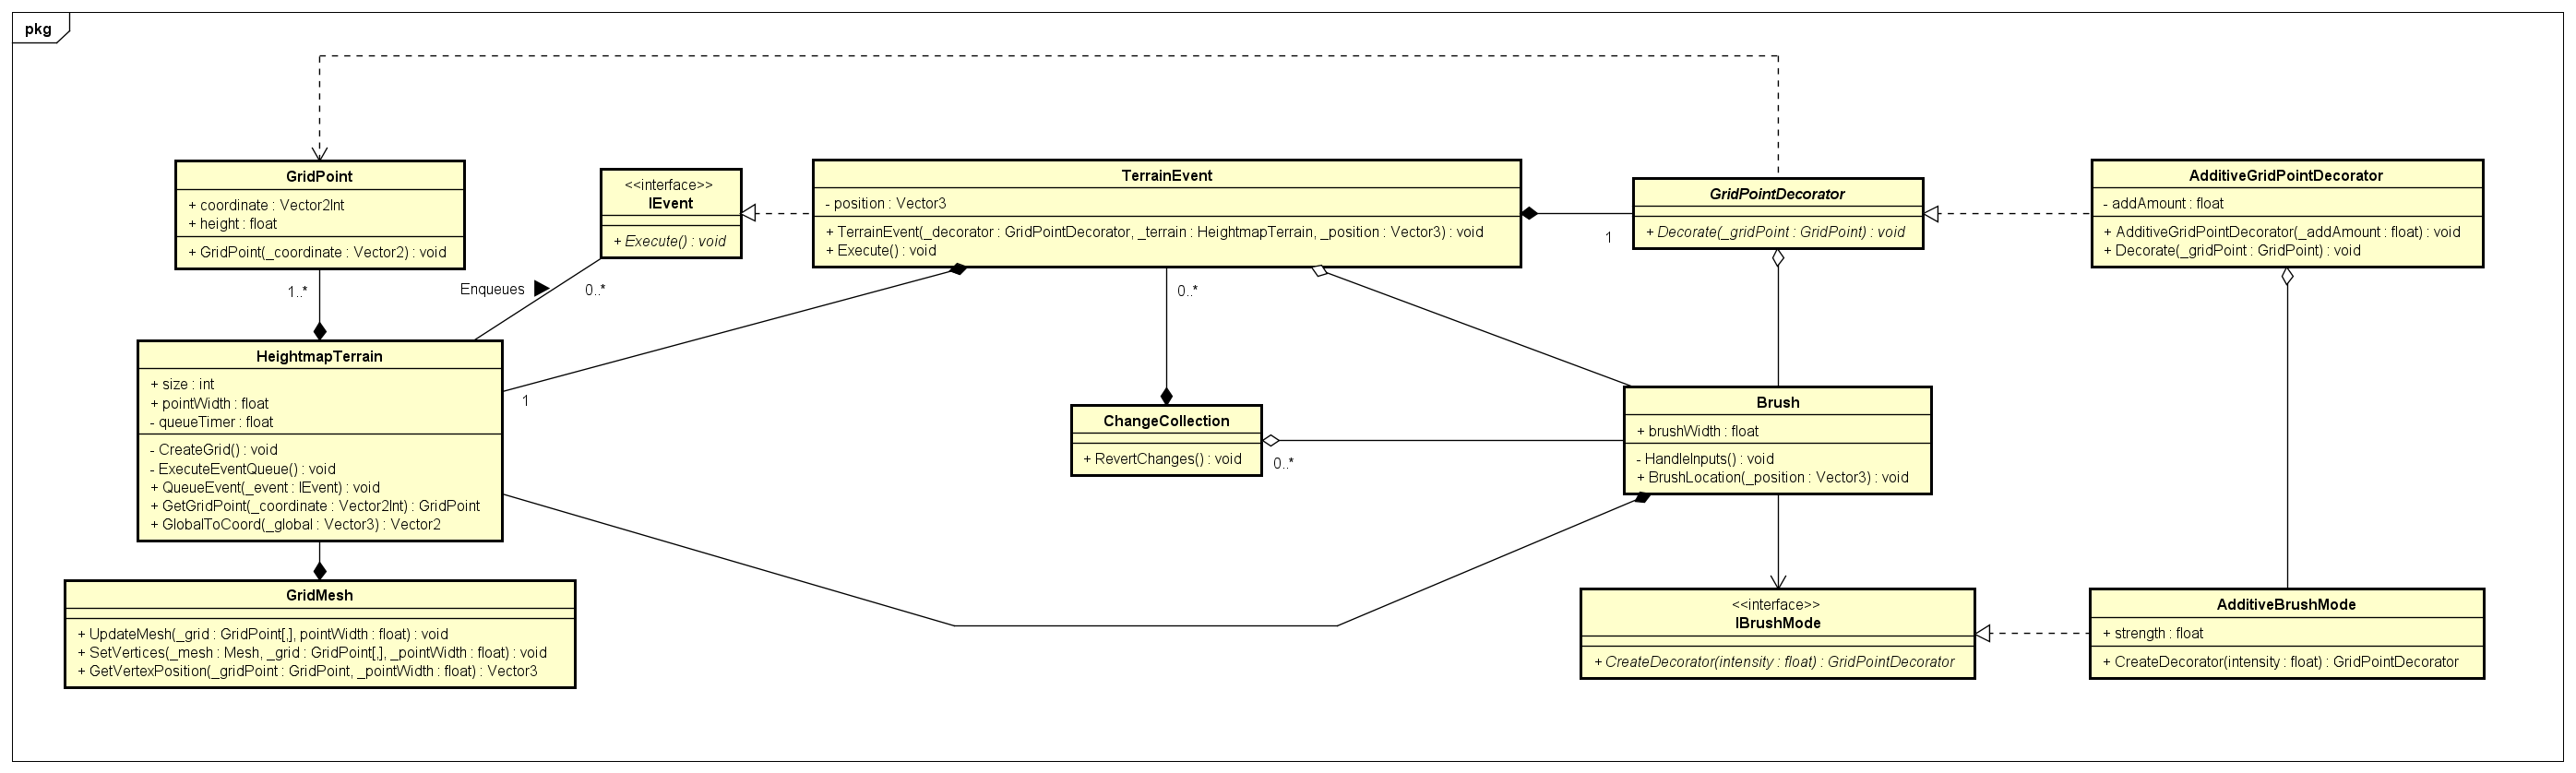 pkg
GridPoint
+ coordinate : Vector2Int
+ height : float
+ GridPoint(_coordinate : Vector2) : void
1..*
<<interface>>
IEvent
+ Execute() : void
Enqueues
0..*
TerrainEvent
- position : Vector3
+ TerrainEvent(_decorator : GridPointDecorator, _terrain : HeightmapTerrain, _position : Vector3) : void
+ Execute() : void
0..*
1
GridPointDecorator
+ Decorate(_gridPoint : GridPoint) : void
AdditiveGridPointDecorator
- addAmount : float
+ AdditiveGridPointDecorator(_addAmount : float) : void
+ Decorate(_gridPoint : GridPoint) : void
HeightmapTerrain
+ size : int
+ pointWidth : float
- queueTimer : float
- CreateGrid() : void
- ExecuteEventQueue() : void
+ QueueEvent(_event : IEvent) : void
+ GetGridPoint(_coordinate : Vector2Int) : GridPoint
+ GlobalToCoord(_global : Vector3) : Vector2
1
ChangeCollection
+ RevertChanges() : void
0..*
Brush
+ brushWidth : float
- HandleInputs() : void
+ BrushLocation(_position : Vector3) : void
GridMesh
+ UpdateMesh(_grid : GridPoint[,], pointWidth : float) : void
+ SetVertices(_mesh : Mesh, _grid : GridPoint[,], _pointWidth : float) : void
+ GetVertexPosition(_gridPoint : GridPoint, _pointWidth : float) : Vector3
<<interface>>
IBrushMode
+ CreateDecorator(intensity : float) : GridPointDecorator
AdditiveBrushMode
+ strength : float
+ CreateDecorator(intensity : float) : GridPointDecorator